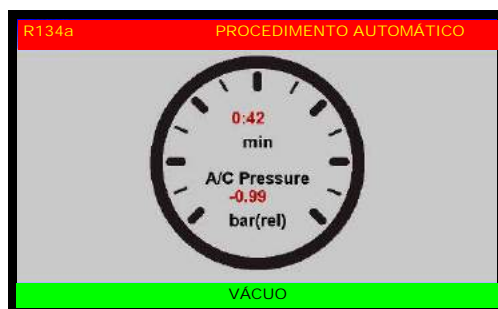 R134a PROCEDIMENTO AUTOMÁTICO
0:42
min
A/C Pressure
-0.99
bar(rel)
VÁCUO